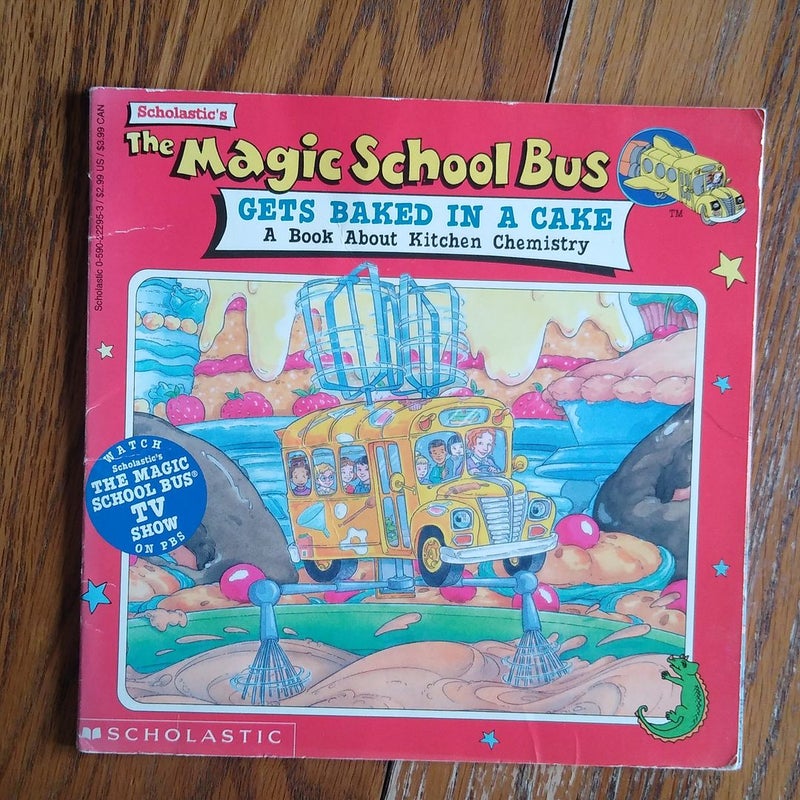 Scholastic's
The Magic School Bus
TM
GETS BAKED IN A CAKE
A Book About Kitchen Chemistry
Scholastic 0-590-22295-3 / $2.99 US / $3.99 CAN
WATCH
Scholastic's
THE MAGIC
SCHOOL BUS®
TV
SHOW
ON PBS
SCHOLASTIC